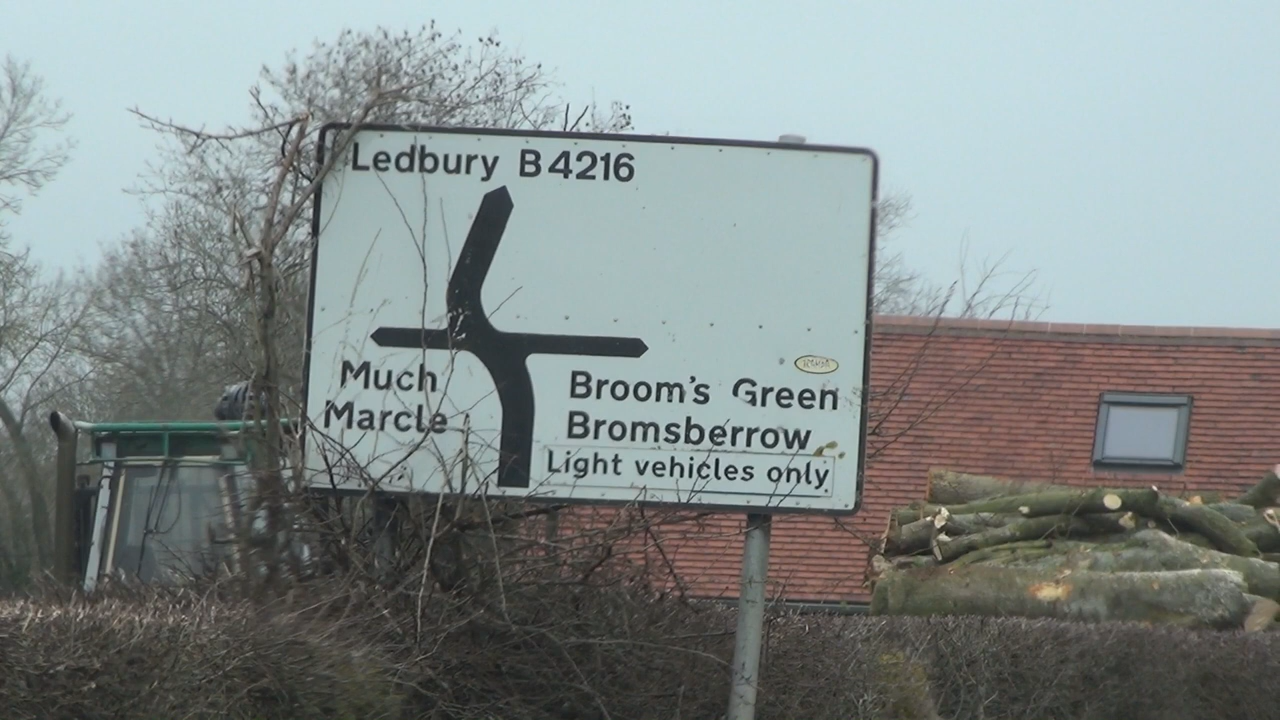 Ledbury B4216
Much
Marcle
Broom's Green
Bromsberrow
Light vehicles only